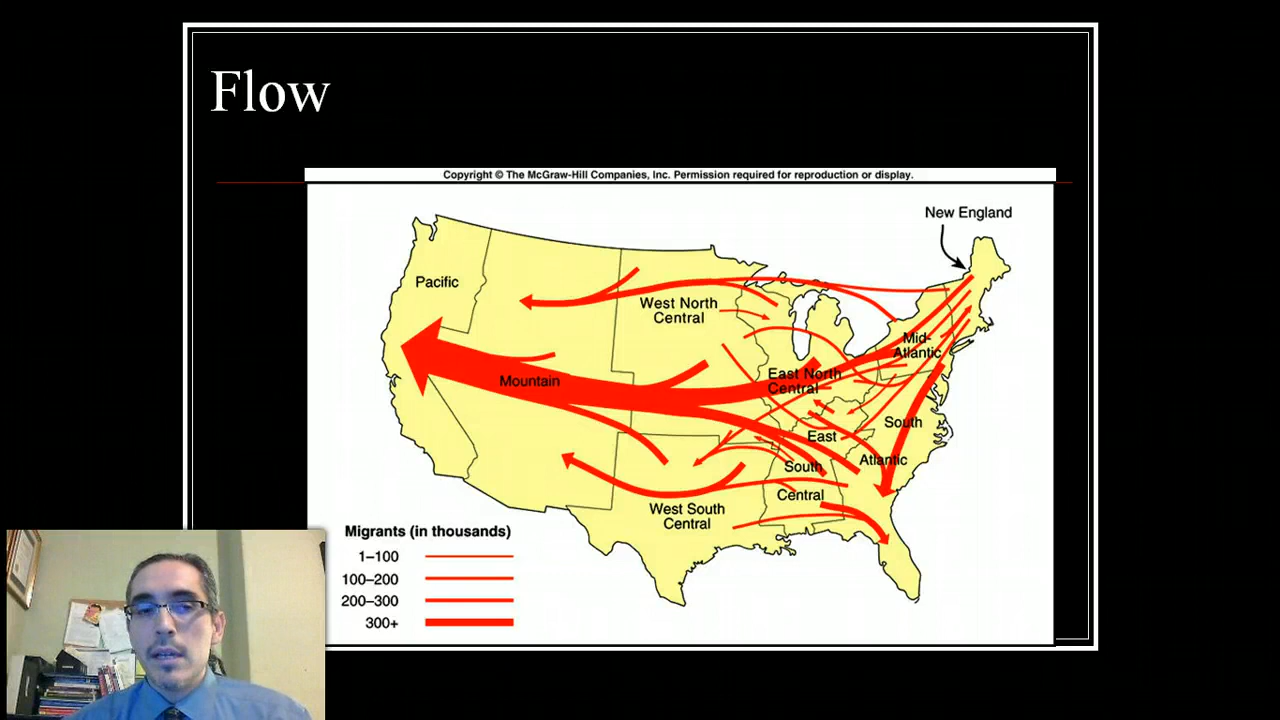 Flow
Copyright © The McGraw-Hill Companies, Inc. Permission required for reproduction or display.
New England
Pacific
West North
Central
Mid-
Atlantic
East North
Central
Mountain
South
East
Atlantic
South
Central
West South
Central
Migrants (in thousands)
1–100
100–200
200–300
300+